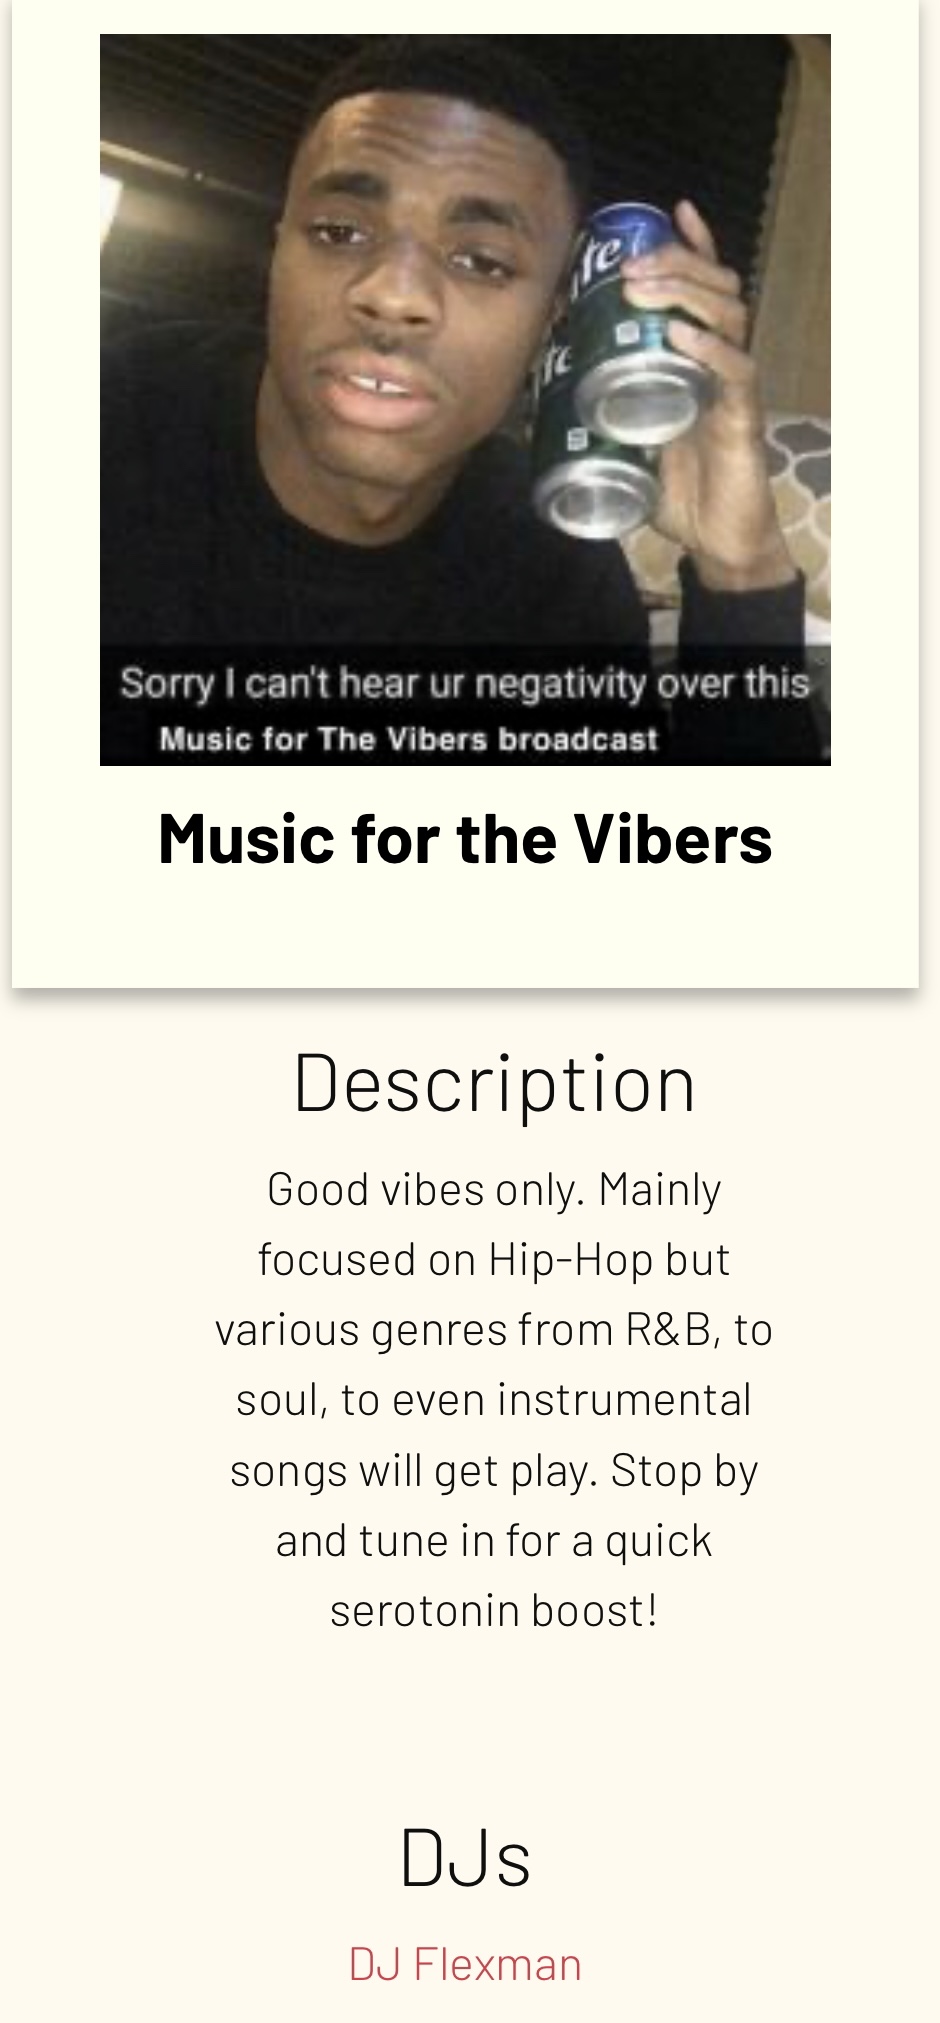 te
te
Sorry I can't hear ur negativity over this
Music for The Vibers broadcast
Music for the Vibers
Description
Good vibes only. Mainly
focused on Hip-Hop but
various genres from R&B, to
soul, to even instrumental
songs will get play. Stop by
and tune in for a quick
serotonin boost!
DJs
DJ Flexman